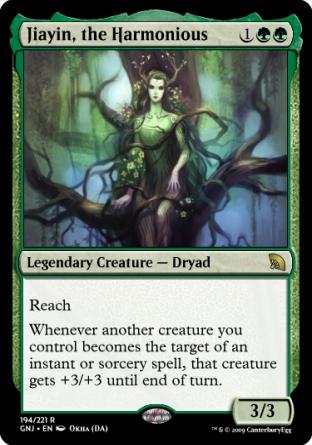 Jiayin, the Harmonious 1
Legendary Creature — Dryad
Reach
Whenever another creature you
control becomes the target of an
instant or sorcery spell, that creature
gets +3/+3 until end of turn.
3/3
194/221 R
GNJ • EN Okha (DA)
™ & © 2019 CanterburyEgg